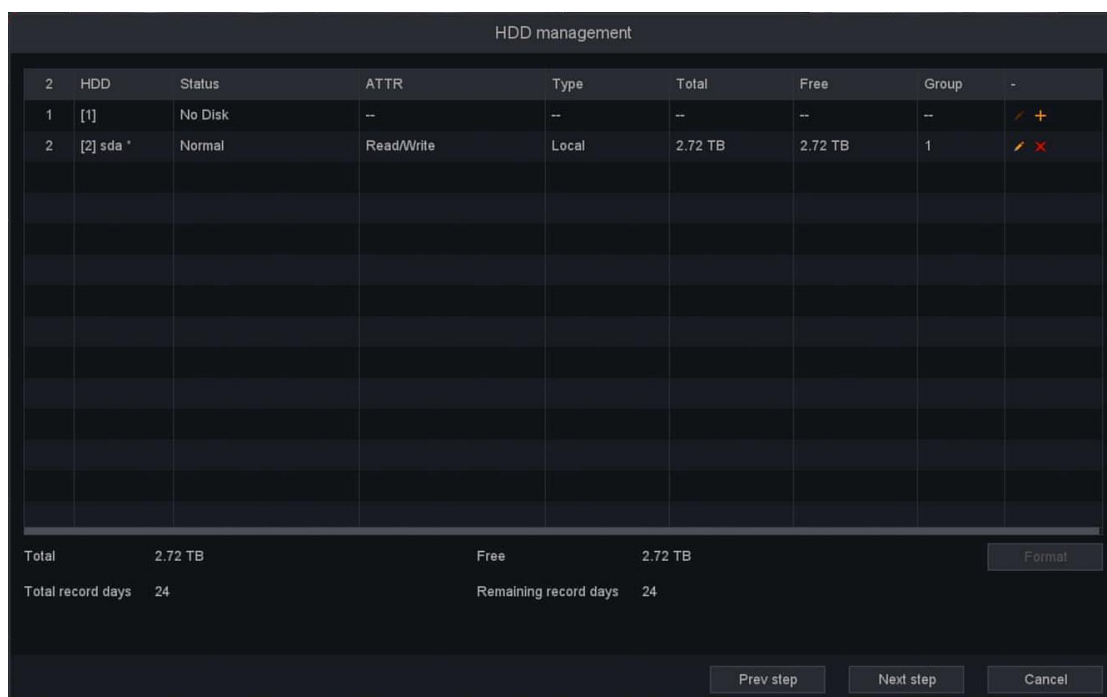 HDD management
2 HDD Status ATTR Type Total Free Group -
1 [1] No Disk -- -- -- -- --
2 [2] sda * Normal Read/Write Local 2.72 TB 2.72 TB 1
Total 2.72 TB Free 2.72 TB Format
Total record days 24 Remaining record days 24
Prev step Next step Cancel